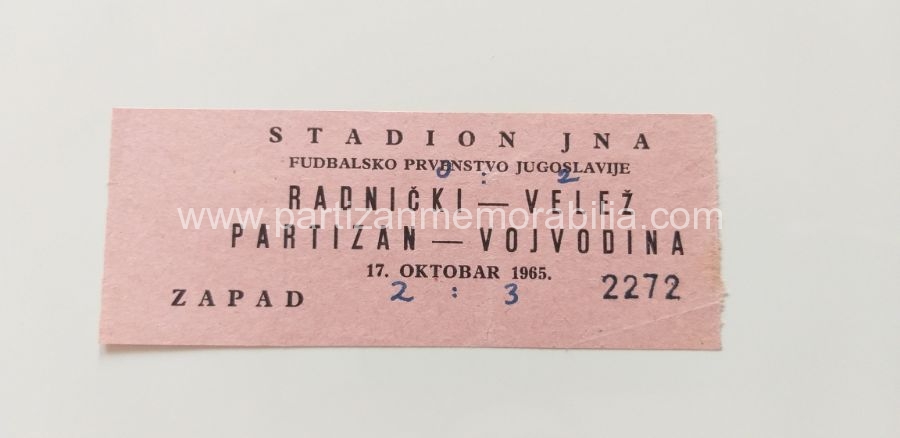 STADION JNA
FUDBALSKO PRVENSTVO JUGOSLAVIJE
0 : 2
RADNIČKI — VELEŽ
www.partizanmemorabilia.com
PARTIZAN — VOJVODINA
17. OKTOBAR 1965.
2 : 3
ZAPAD
2272